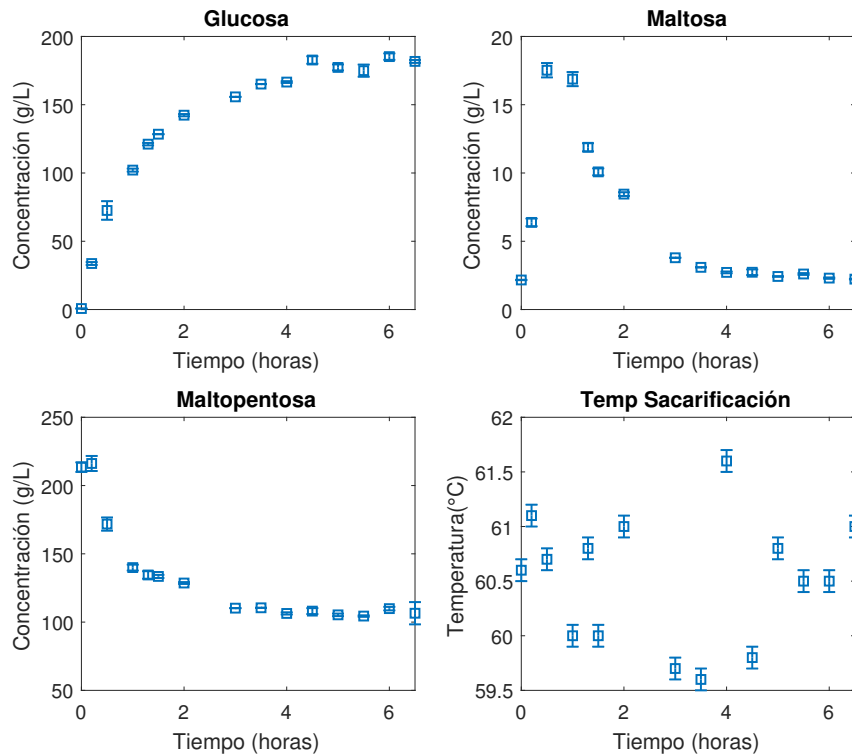 Glucosa
Concentración (g/L)
200
150
100
50
0
0 2 4 6
Tiempo (horas)
Maltosa
Concentración (g/L)
20
15
10
5
0
0 2 4 6
Tiempo (horas)
Maltopentosa
Concentración (g/L)
250
200
150
100
50
0 2 4 6
Tiempo (horas)
Temp Sacarificación
Temperatura(°C)
62
61.5
61
60.5
60
59.5
0 2 4 6
Tiempo (horas)